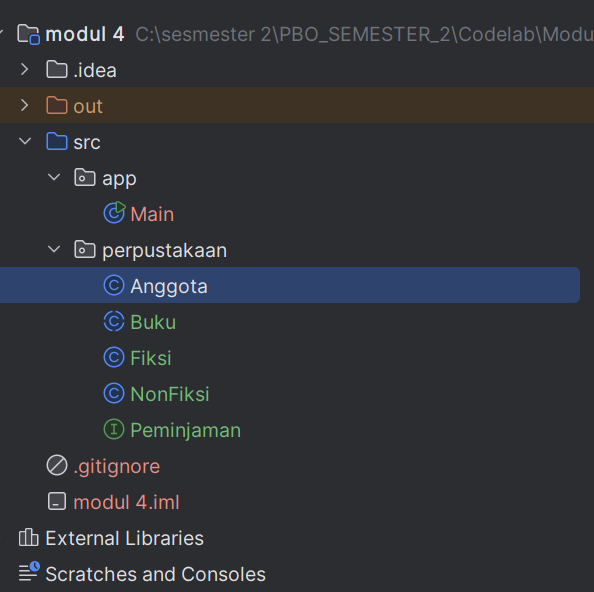 modul 4 C:\sesmester 2\PBO_SEMESTER_2\Codelab\Modu
.idea
out
src
app
Main
perpustakaan
Anggota
Buku
Fiksi
NonFiksi
Peminjaman
.gitignore
modul 4.iml
External Libraries
Scratches and Consoles